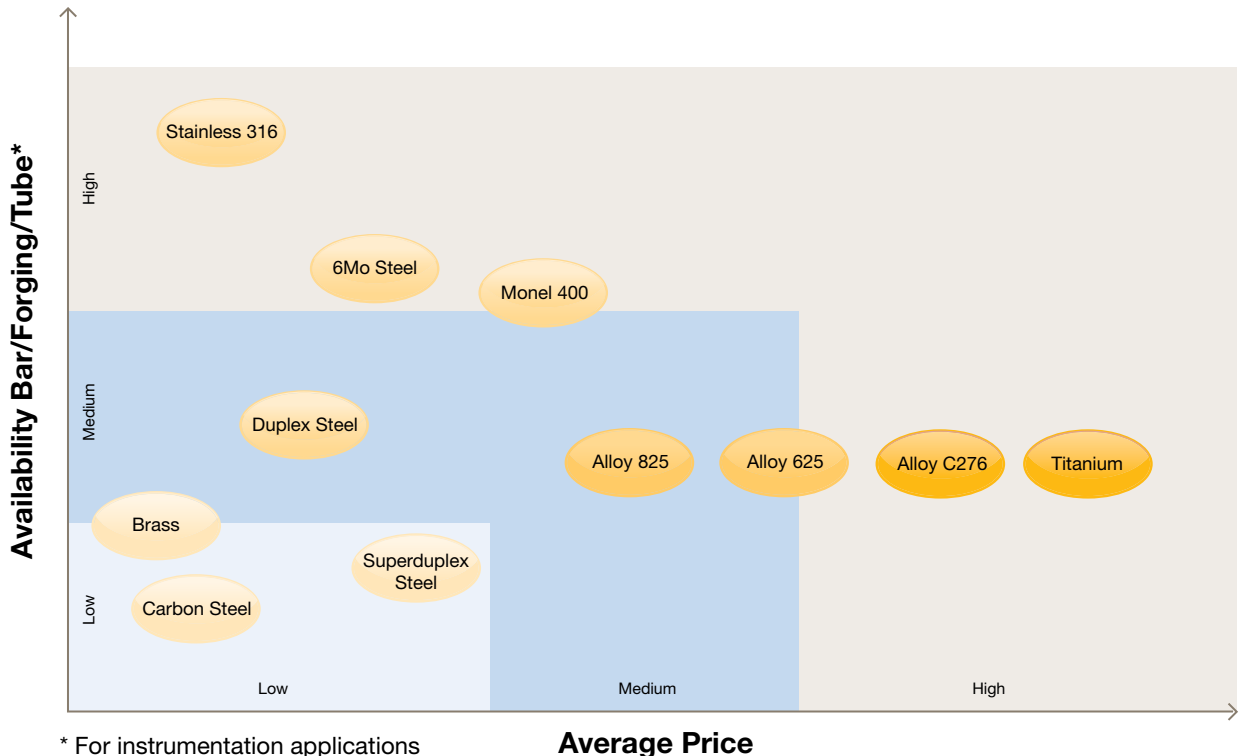 Availability Bar/Forging/Tube*
High
Medium
Low
Stainless 316
6Mo Steel
Monel 400
Duplex Steel
Alloy 825
Alloy 625
Alloy C276
Titanium
Brass
Superduplex
Steel
Carbon Steel
Low
Medium
High
* For instrumentation applications
Average Price